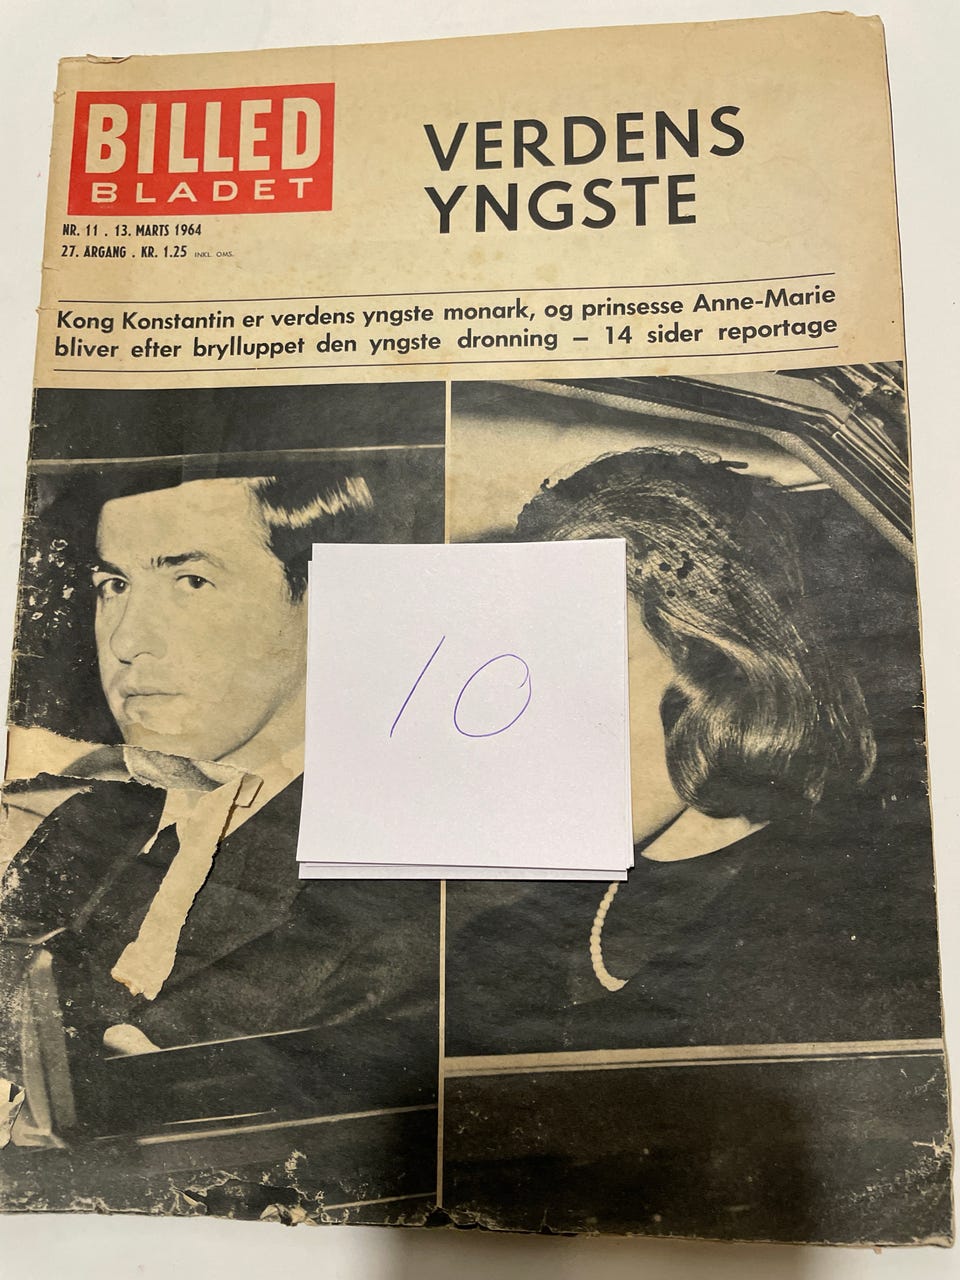 BILLED
BLADET
NR. 11 . 13. MARTS 1964
27. ÅRGANG . KR. 1.25 INKL. OMS.
VERDENS
YNGSTE
Kong Konstantin er verdens yngste monark, og prinsesse Anne-Marie
bliver efter brylluppet den yngste dronning – 14 sider reportage
10